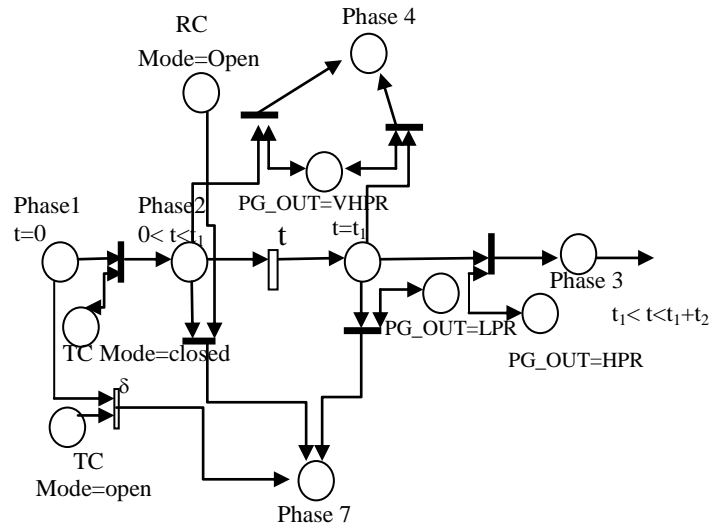 RC
Mode=Open
Phase 4
PG_OUT=VHPR
Phase1
t=0
Phase2
0< t<t₁
t
t=t₁
Phase 3
t₁< t<t₁+t₂
TC Mode=closed
PG_OUT=LPR
PG_OUT=HPR
δ
TC
Mode=open
Phase 7